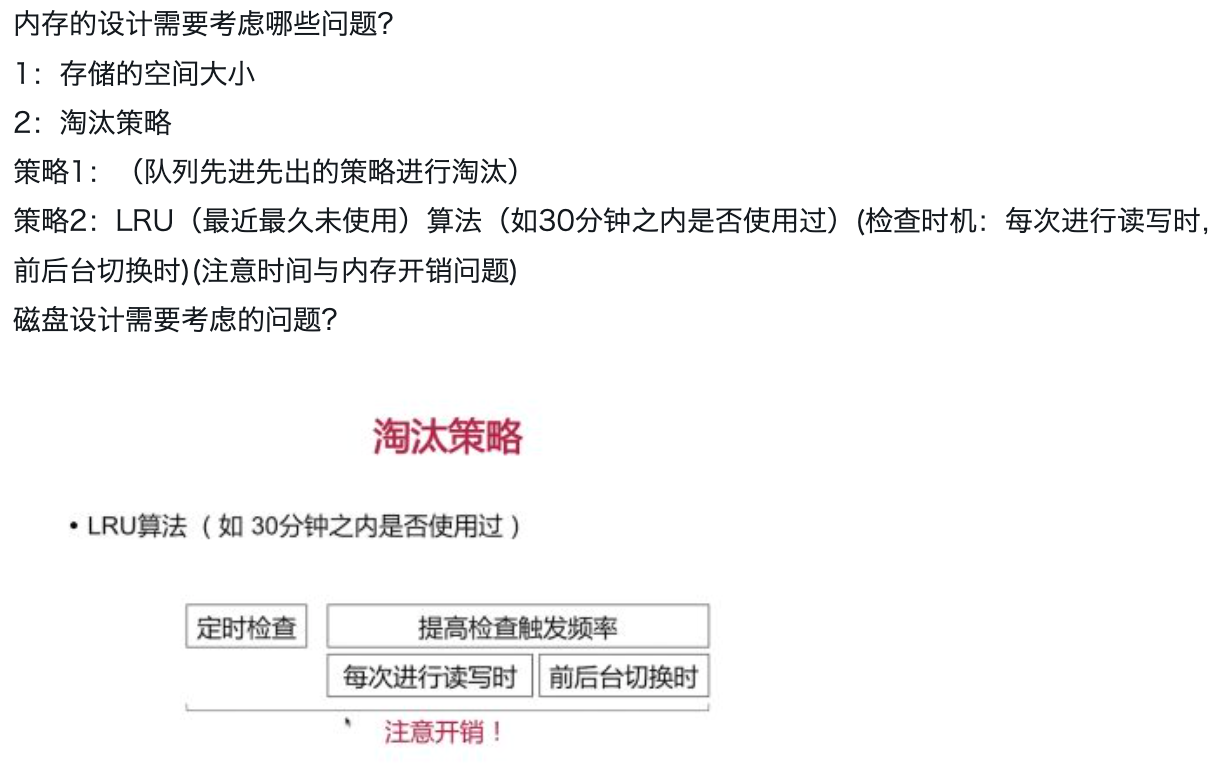 内存的设计需要考虑哪些问题?
1：存储的空间大小
2：淘汰策略
策略1：（队列先进先出的策略进行淘汰）
策略2：LRU（最近最久未使用）算法（如30分钟之内是否使用过）(检查时机：每次进行读写时,
前后台切换时)(注意时间与内存开销问题)
磁盘设计需要考虑的问题?
淘汰策略
• LRU算法（如 30分钟之内是否使用过）
定时检查 提高检查触发频率
每次进行读写时 前后台切换时
注意开销！